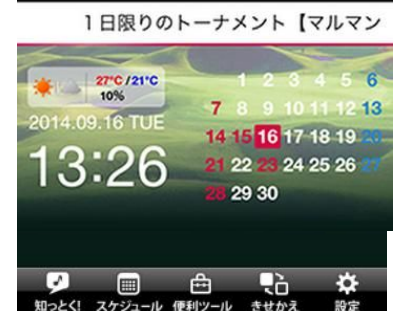 1日限りのトーナメント【マルマン
27°C/21°C
10%
2014.09.16 TUE
13:26
1 2 3 4 5 6
7 8 9 10 11 12 13
14 15 16 17 18 19 20
21 22 23 24 25 26 27
28 29 30
知っとく! スケジュール 便利ツール きせかえ 設定